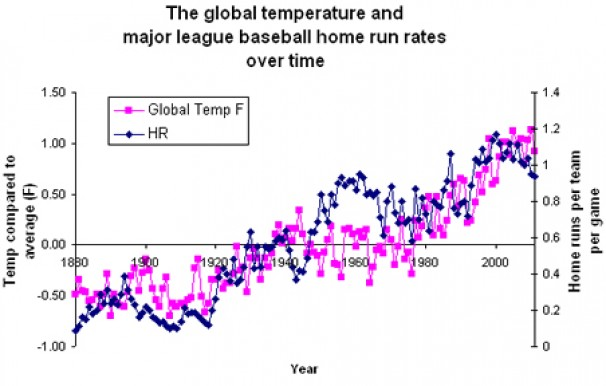 The global temperature and
major league baseball home run rates
over time
Temp compared to
average (F)
1.50
1.00
0.50
0.00
-0.50
-1.00
Global Temp F
HR
1880
1900
1920
1940
1960
1980
2000
1.4
1.2
1
0.8
0.6
0.4
0.2
0
Home runs per team
per game
Year